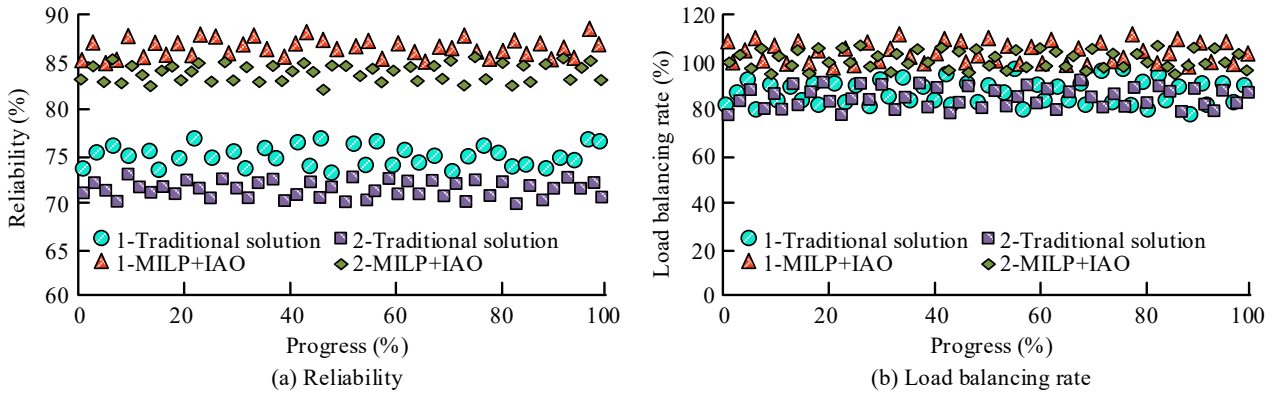 90
85
80
75
70
65
60
Reliability (%)
1-Traditional solution
2-Traditional solution
1-MILP+IAO
2-MILP+IAO
0
20
40
60
80
100
Progress (%)
(a) Reliability
120
100
80
60
40
20
0
Load balancing rate (%)
1-Traditional solution
2-Traditional solution
1-MILP+IAO
2-MILP+IAO
0
20
40
60
80
100
Progress (%)
(b) Load balancing rate